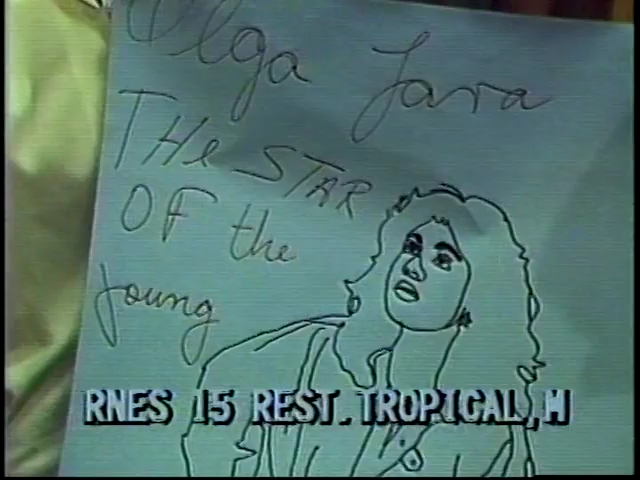 Olga Jara
THe STAR
OF the
young
RNES 15 REST. TROPICAL, M